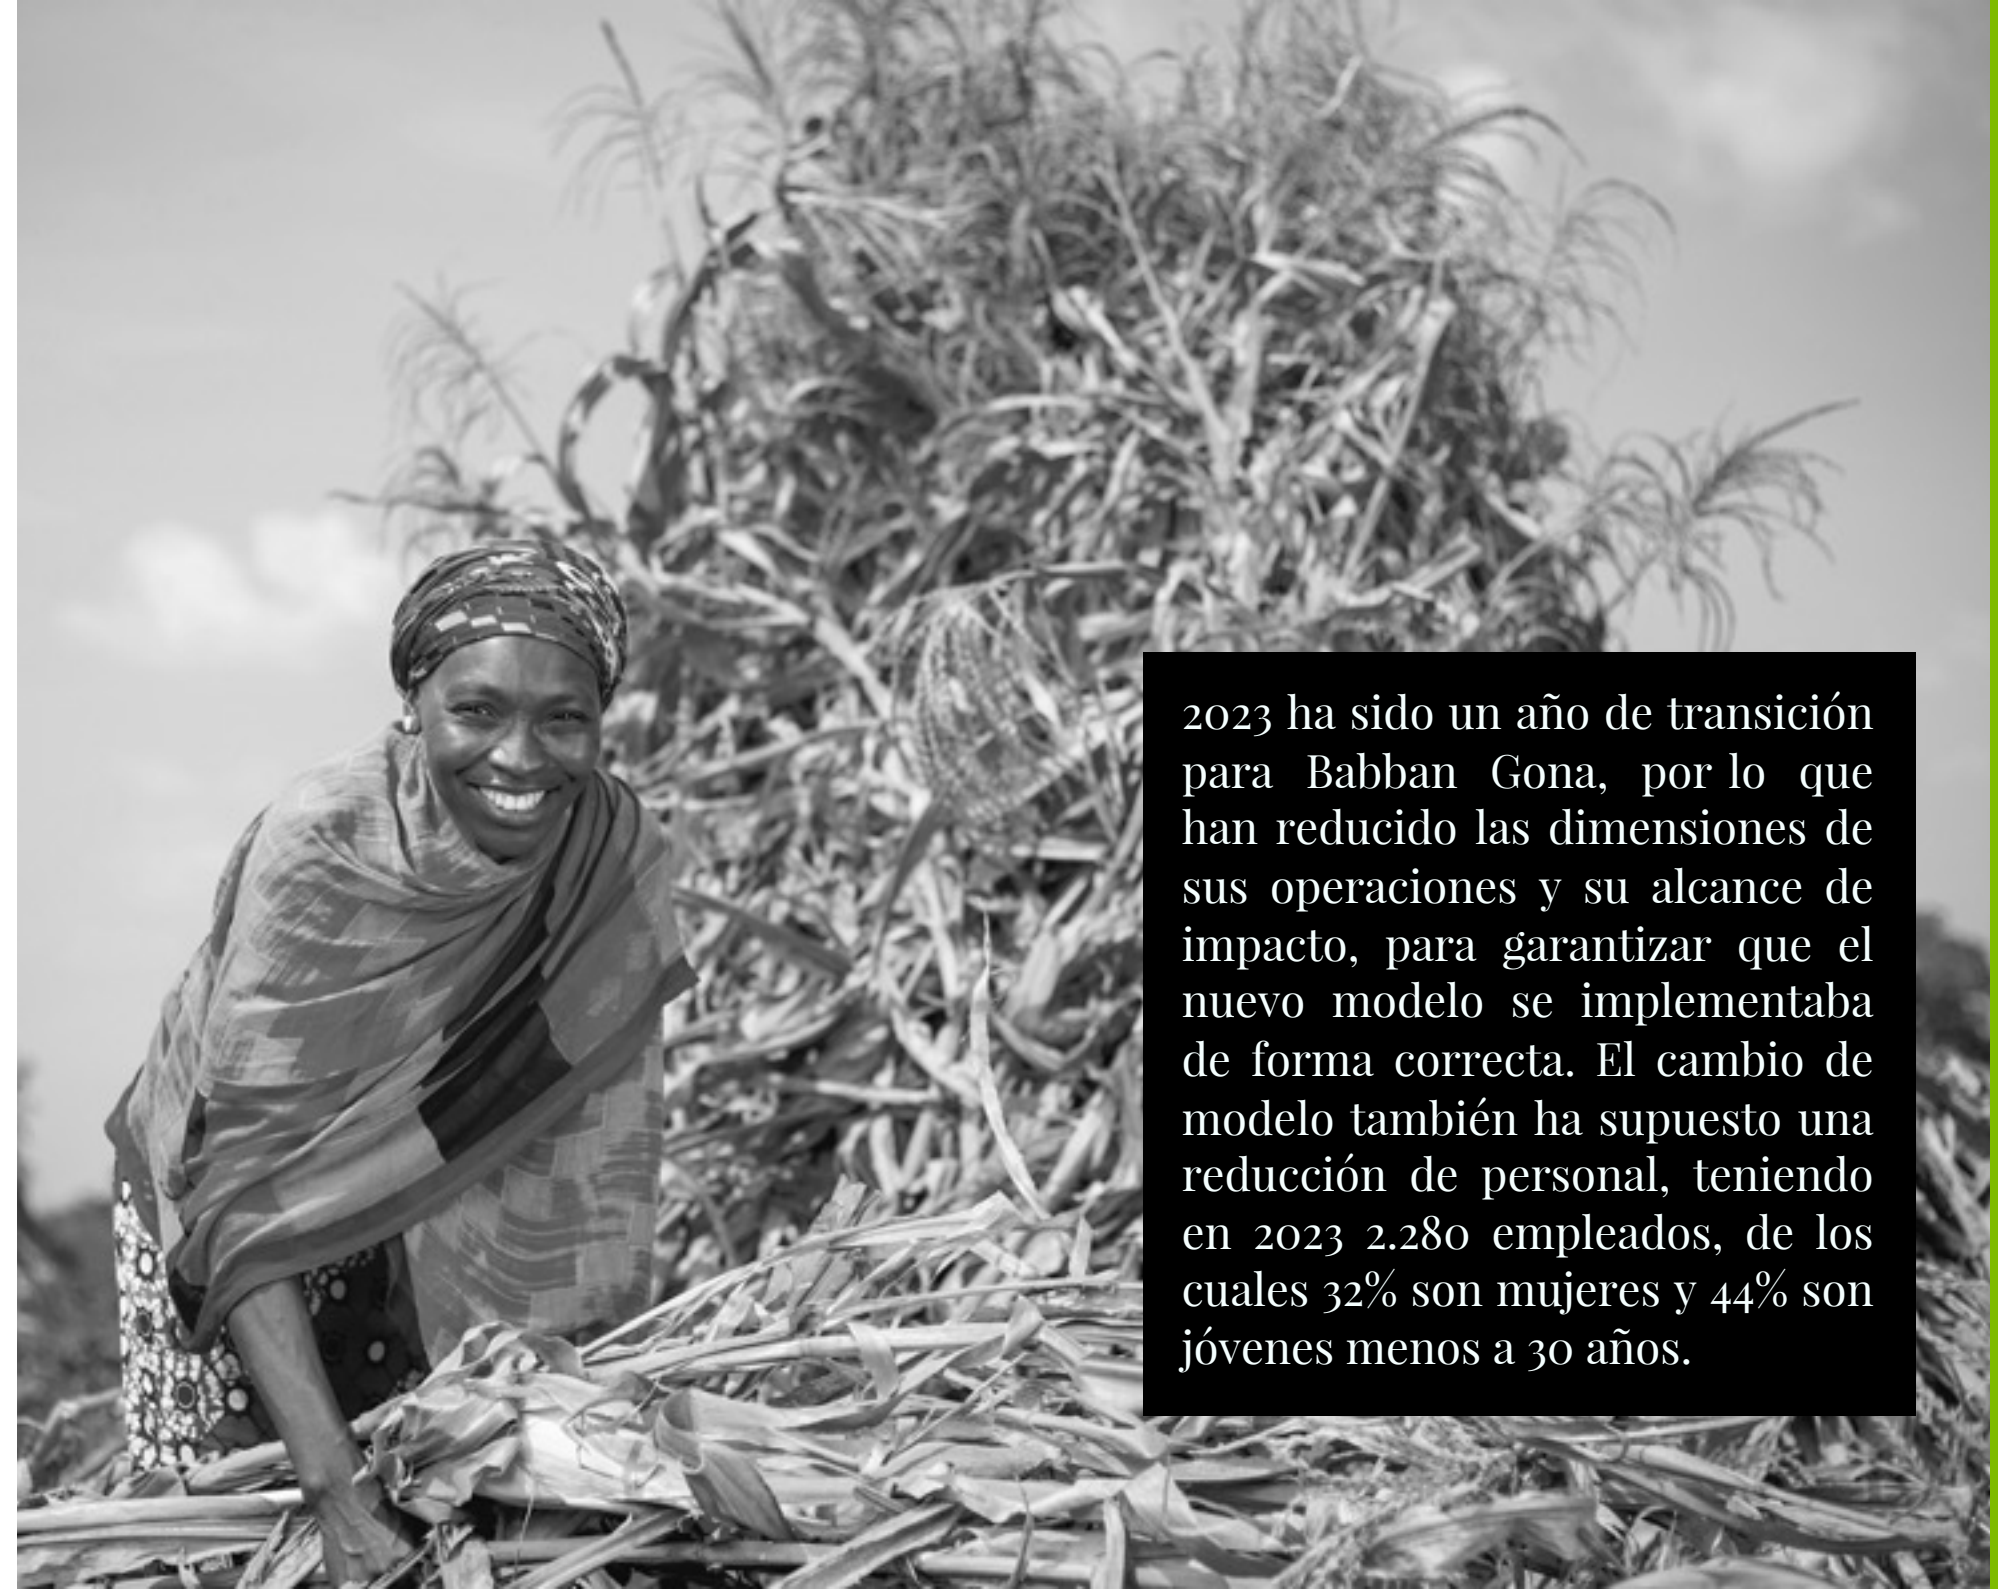 2023 ha sido un año de transición
para Babban Gona, por lo que
han reducido las dimensiones de
sus operaciones y su alcance de
impacto, para garantizar que el
nuevo modelo se implementaba
de forma correcta. El cambio de
modelo también ha supuesto una
reducción de personal, teniendo
en 2023 2.280 empleados, de los
cuales 32% son mujeres y 44% son
jóvenes menos a 30 años.